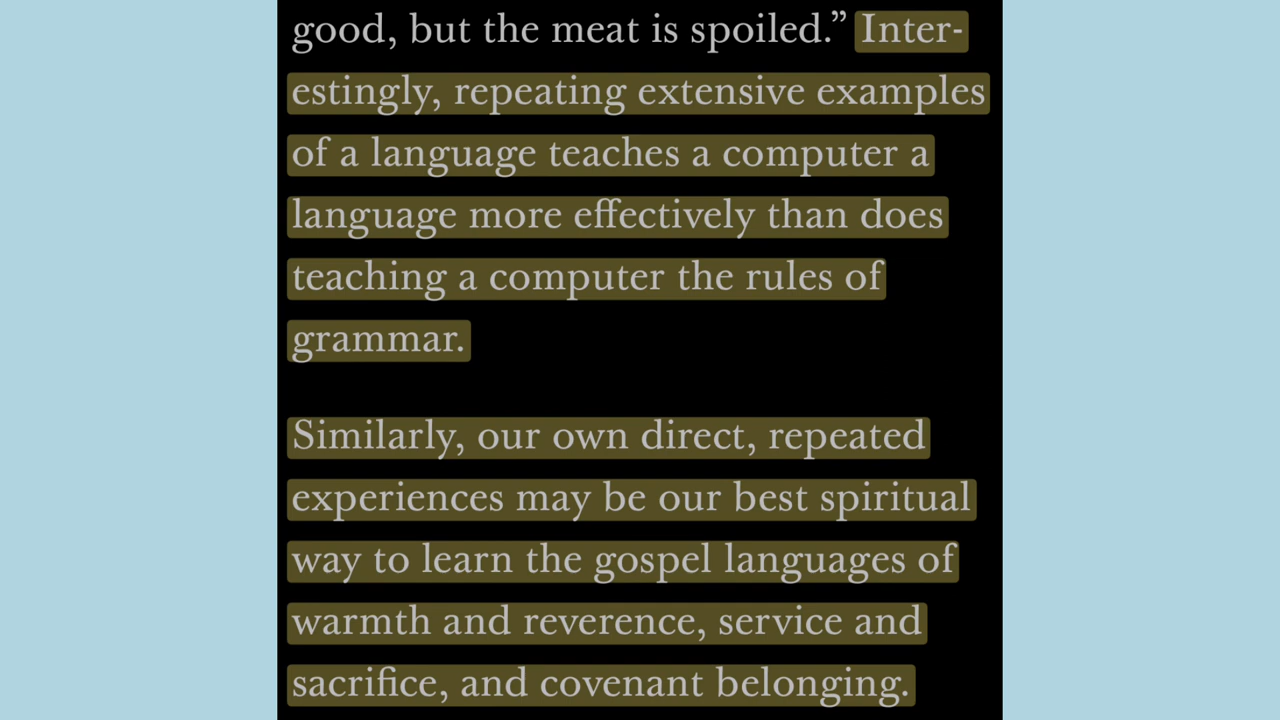 good, but the meat is spoiled.” Inter-
estingly, repeating extensive examples
of a language teaches a computer a
language more effectively than does
teaching a computer the rules of
grammar.
Similarly, our own direct, repeated
experiences may be our best spiritual
way to learn the gospel languages of
warmth and reverence, service and
sacrifice, and covenant belonging.